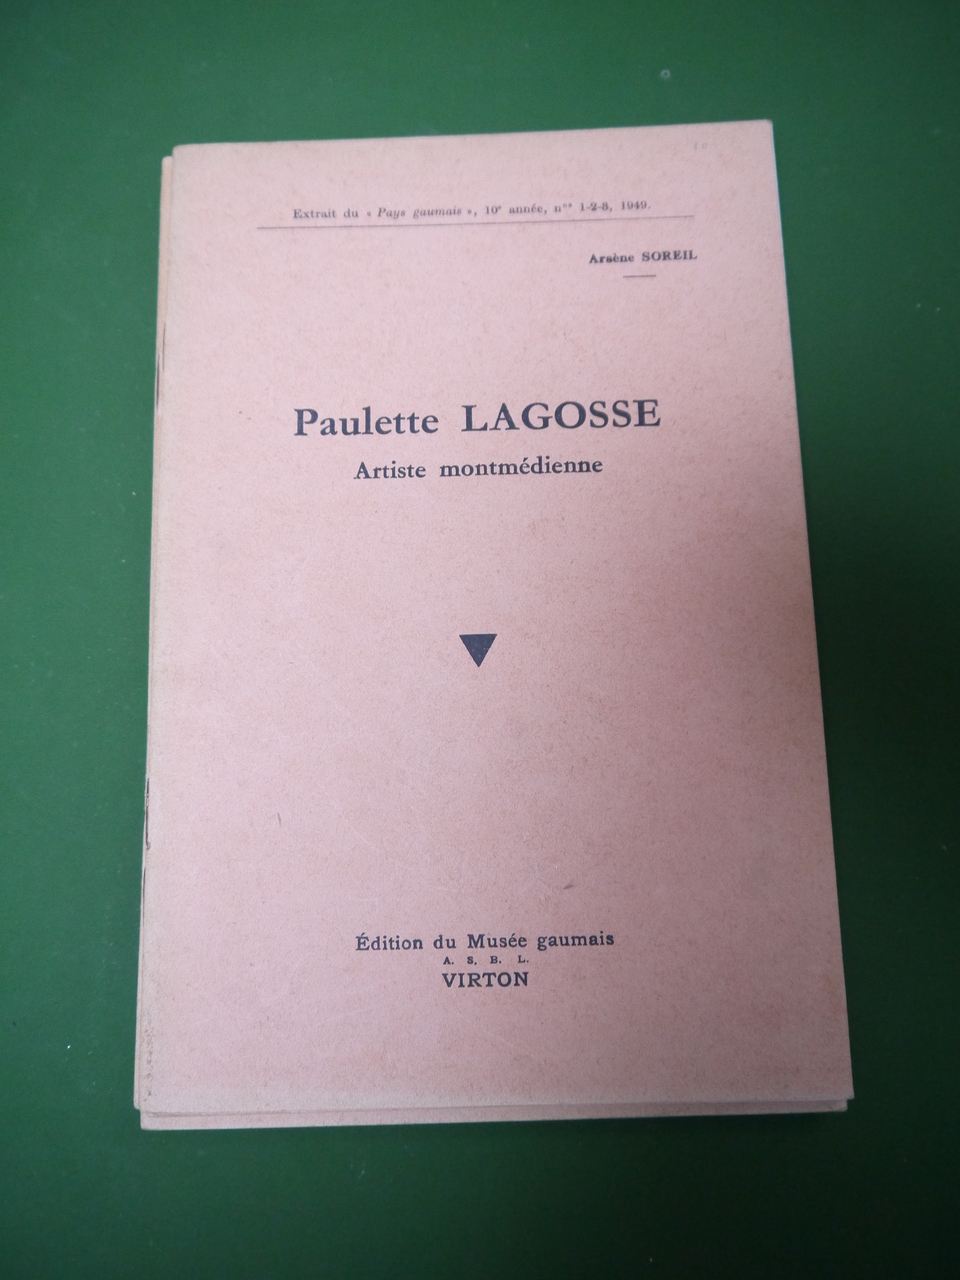 Extrait du « Pays gaumais », 10e année, nos 1-2-3, 1949.
Arsène SOREIL
Paulette LAGOSSE
Artiste montmédienne
Édition du Musée gaumais
A. S. B. L.
VIRTON